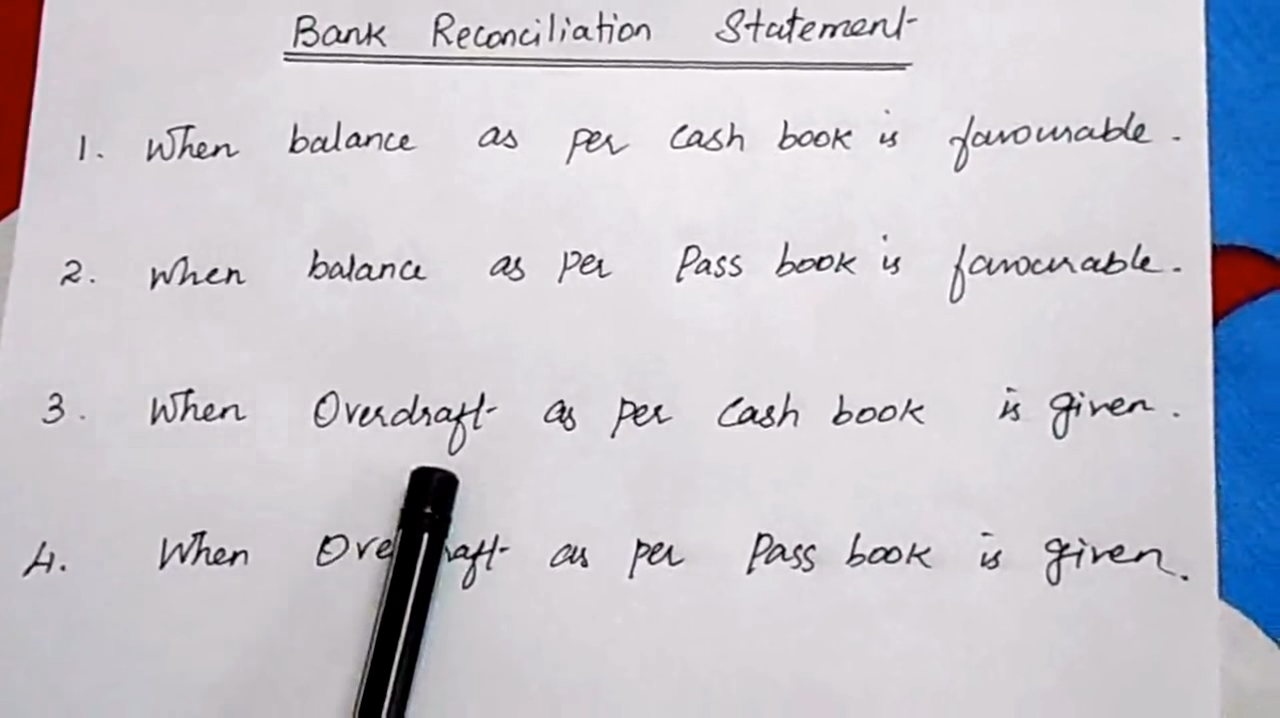 Bank Reconciliation Statement
1. When balance as per cash book is favourable.
2. When balance as per Pass book is favourable.
3. When Overdraft as per Cash book is given.
4. When as per Pass book is given.